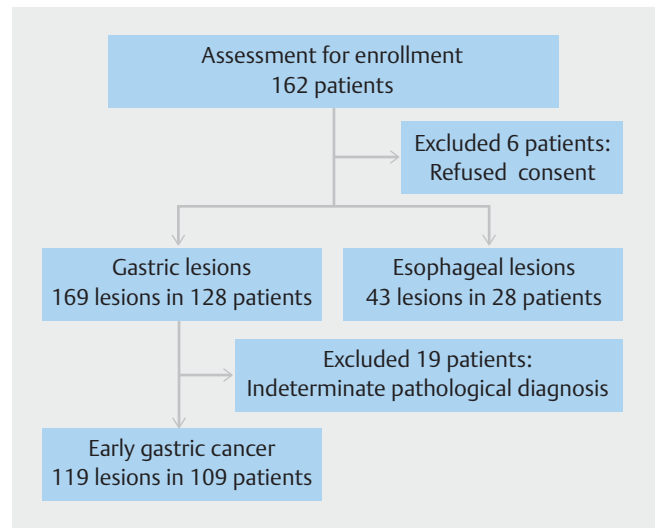 Assessment for enrollment
162 patients
Excluded 6 patients:
Refused consent
Gastric lesions
169 lesions in 128 patients
Esophageal lesions
43 lesions in 28 patients
Excluded 19 patients:
Indeterminate pathological diagnosis
Early gastric cancer
119 lesions in 109 patients